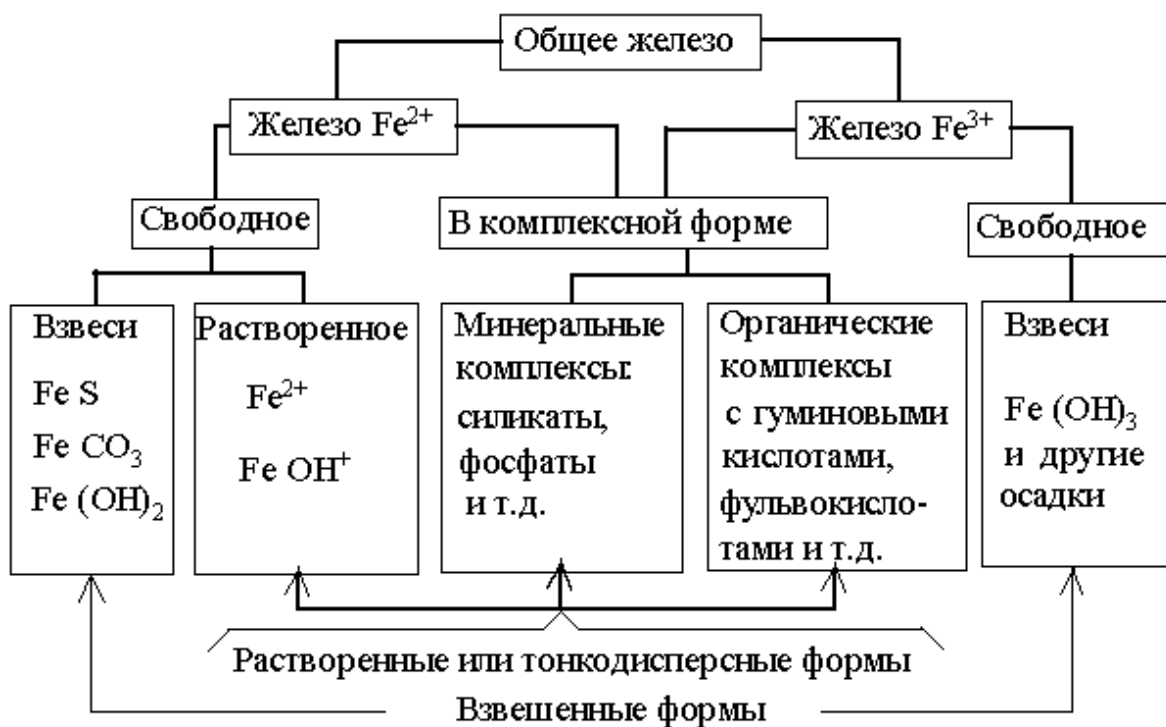 Общее железо
Железо Fe²⁺
Железо Fe³⁺
Свободное
В комплексной форме
Свободное
Взвеси
Fe S
Fe CO₃
Fe (OH)₂
Растворенное
Fe²⁺
Fe OH⁺
Минеральные
комплексы:
силикаты,
фосфаты
и т.д.
Органические
комплексы
с гуминовыми
кислотами,
фульвокисло-
тами и т.д.
Взвеси
Fe (OH)₃
и другие
осадки
Растворенные или тонкодисперсные формы
Взвешенные формы